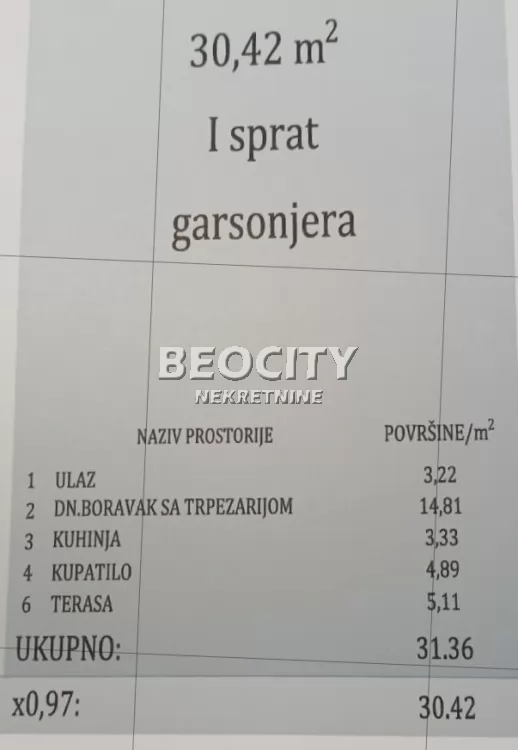 30,42 m²
I sprat
garsonjera
BEOCITY
NEKRETNINE
NAZIV PROSTORIJE POVRŠINE/m²
1 ULAZ 3,22
2 DN.BORAVAK SA TRPEZARIJOM 14,81
3 KUHINJA 3,33
4 KUPATILO 4,89
6 TERASA 5,11
UKUPNO: 31.36
x0,97: 30.42